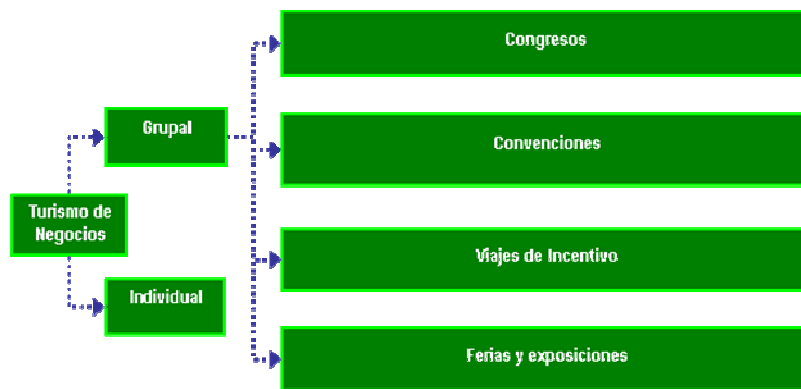 Congresos
Grupal
Convenciones
Turismo de
Negocios
Viajes de Incentivo
Individual
Ferias y exposiciones